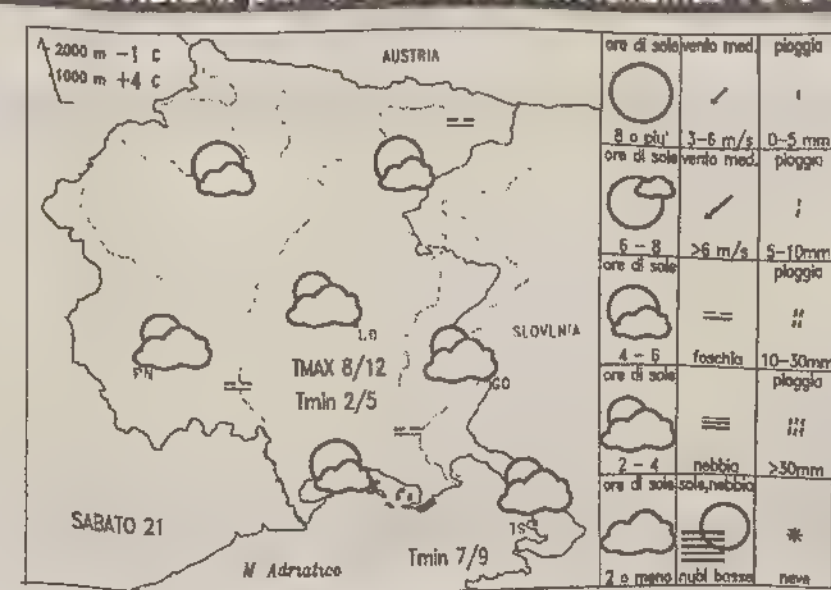 2000 m -1 c
1000 m +4 c
AUSTRIA
SLOVENIA
UD
PN
GO
TMAX 8/12
Tmin 2/5
TS
SABATO 21
M Adriatico
Tmin 7/9
ore di sole vento med. pioggia
8 o piu' 3-6 m/s 0-5 mm
ore di sole vento med. pioggia
6 - 8 >6 m/s 5-10mm
ore di sole pioggia
4 - 6 foschia 10-30mm
ore di sole pioggia
2 - 4 nebbia >30mm
ore di sole sole,nebbia
2 o meno nubi basse neve